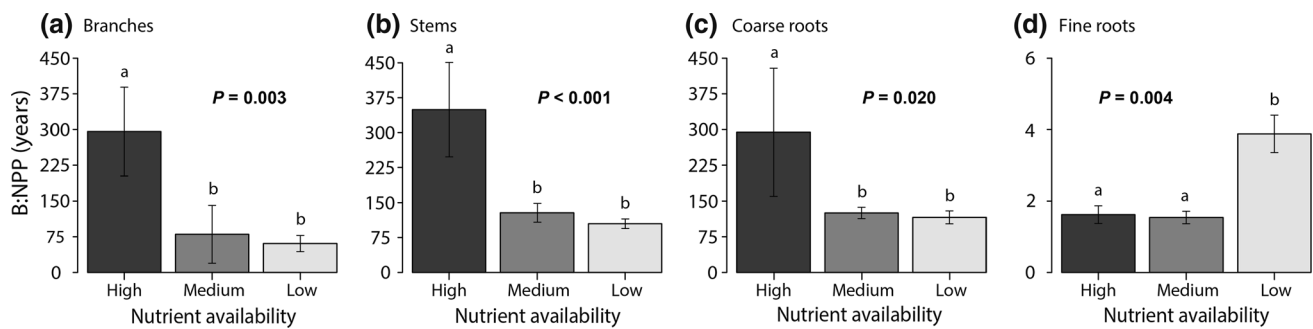 (a) Branches
B:NPP (years)
450
375
300
225
150
75
0
a
b
b
P = 0.003
High Medium Low
Nutrient availability
(b) Stems
450
375
300
225
150
75
0
a
b
b
P < 0.001
High Medium Low
Nutrient availability
(c) Coarse roots
450
375
300
225
150
75
0
a
b
b
P = 0.020
High Medium Low
Nutrient availability
(d) Fine roots
6
4
2
0
a
a
b
P = 0.004
High Medium Low
Nutrient availability